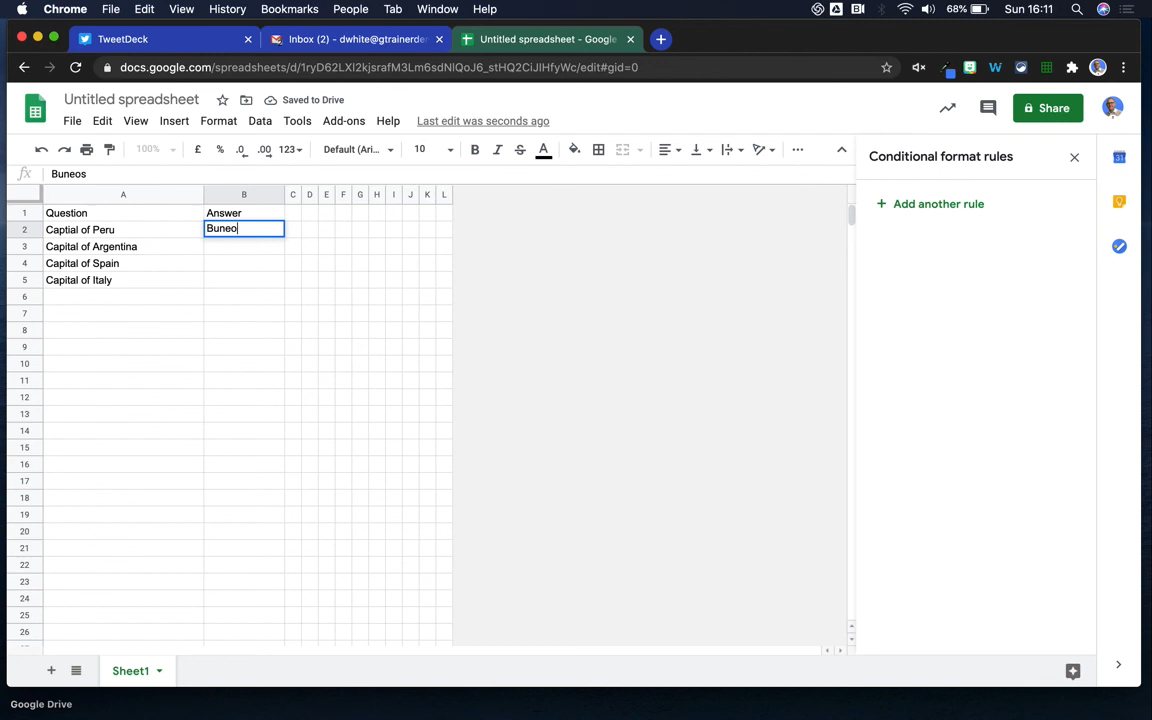 Chrome File Edit View History Bookmarks People Tab Window Help 68% Sun 16:11
TweetDeck Inbox (2) - dwhite@gtrainerde Untitled spreadsheet - Google
docs.google.com/spreadsheets/d/1ryD62LXI2kjsrafM3Lm6sdNlQoJ6_stHQ2CiJIHfyWc/edit#gid=0
Untitled spreadsheet Saved to Drive Share
File Edit View Insert Format Data Tools Add-ons Help Last edit was seconds ago
100% £ % .0 .00 123 Default (Ari... 10 B I S A
Conditional format rules
fx Buneos
Add another rule
A B C D E F G H I J K L
1 Question Answer
2 Captial of Peru Buneo
3 Capital of Argentina
4 Capital of Spain
5 Capital of Italy
6
7
8
9
10
11
12
13
14
15
16
17
18
19
20
21
22
23
24
25
26
Sheet1
Google Drive